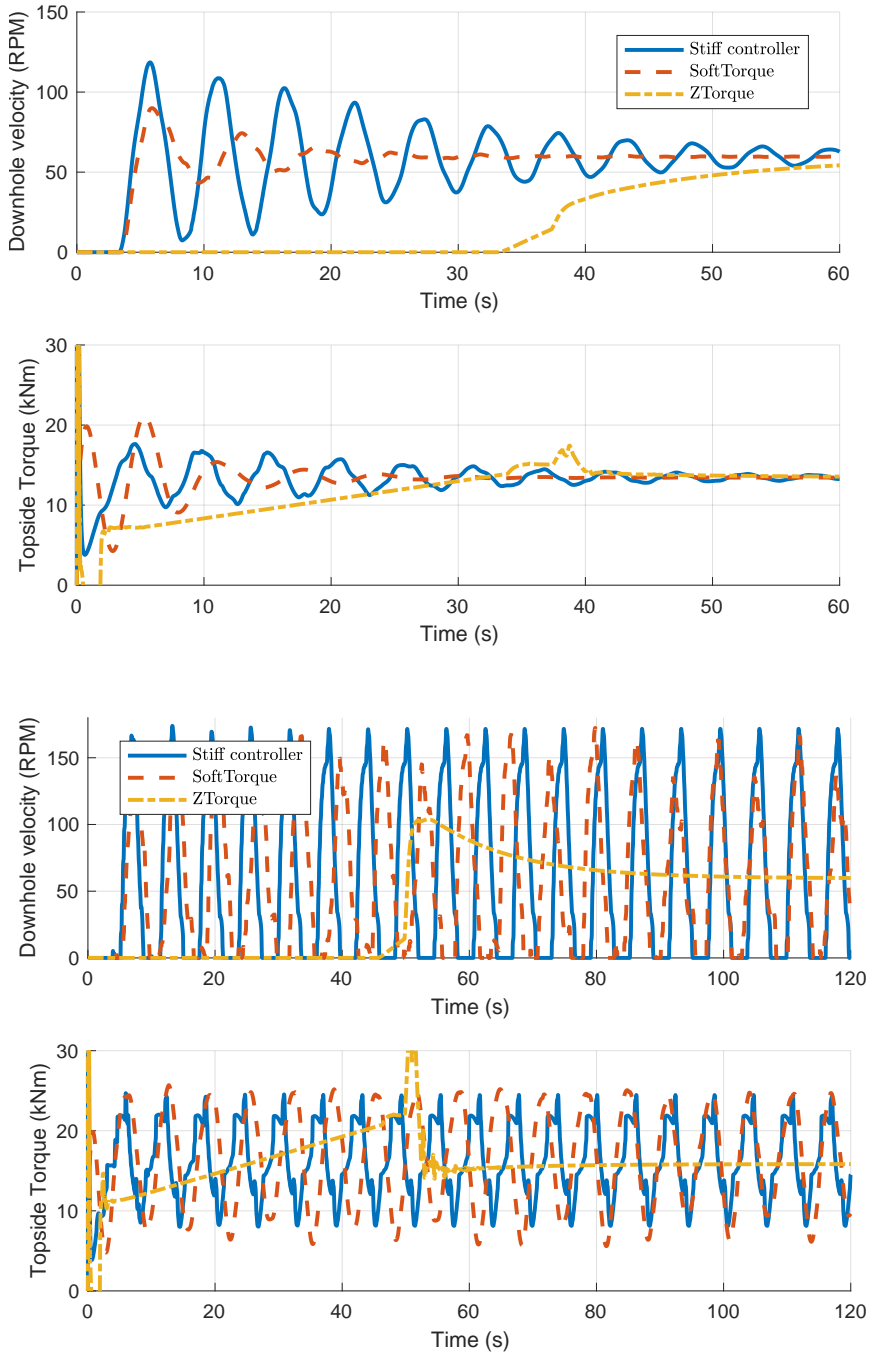 Downhole velocity (RPM)
150
100
50
0
Stiff controller
SoftTorque
ZTorque
0 10 20 30 40 50 60
Time (s)
Topside Torque (kNm)
30
20
10
0
0 10 20 30 40 50 60
Time (s)
Downhole velocity (RPM)
150
100
50
0
Stiff controller
SoftTorque
ZTorque
0 20 40 60 80 100 120
Time (s)
Topside Torque (kNm)
30
20
10
0
0 20 40 60 80 100 120
Time (s)